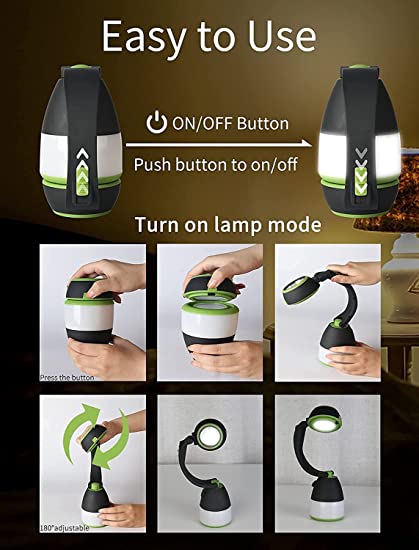 Easy to Use
ON/OFF Button
Push button to on/off
Turn on lamp mode
Press the button
180°adjustable